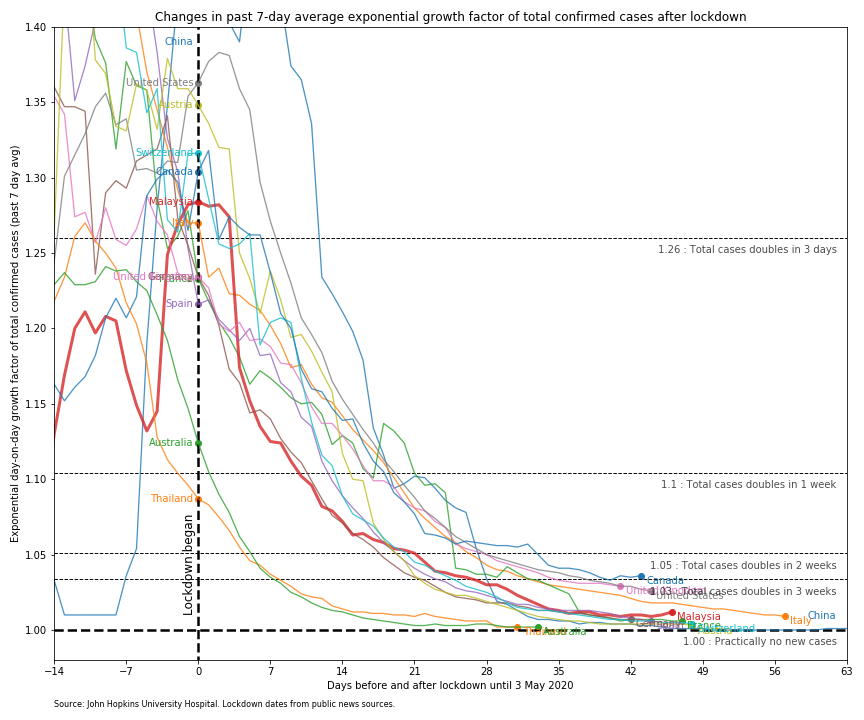 Changes in past 7-day average exponential growth factor of total confirmed cases after lockdown
Exponential day-on-day growth factor of total confirmed cases (past 7 day avg)
1.40
1.35
1.30
1.25
1.20
1.15
1.10
1.05
1.00
China
United States
Austria
Switzerland
Canada
Malaysia
Italy
United Kingdom
Germany
France
Spain
Australia
Thailand
Lockdown began
1.26 : Total cases doubles in 3 days
1.1 : Total cases doubles in 1 week
1.05 : Total cases doubles in 2 weeks
1.03 : Total cases doubles in 3 weeks
1.00 : Practically no new cases
Canada
United Kingdom
United States
Malaysia
China
Italy
Germany
France
Switzerland
Austria
Thailand
Australia
−14
−7
0
7
14
21
28
35
42
49
56
63
Days before and after lockdown until 3 May 2020
Source: John Hopkins University Hospital. Lockdown dates from public news sources.